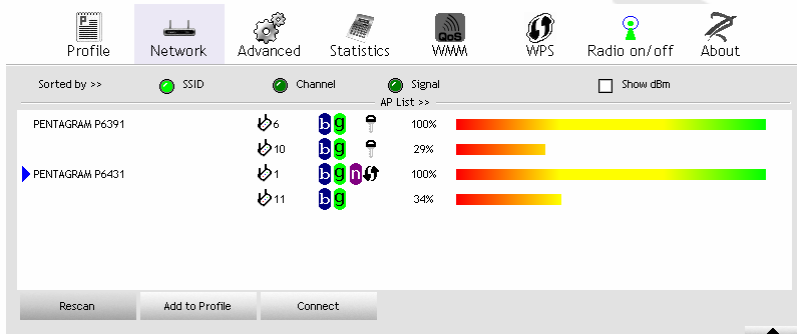 Profile Network Advanced Statistics WMM WPS Radio on/off About
QoS
Sorted by >> SSID Channel Signal Show dBm
AP List >>
PENTAGRAM P6391 6 b g 100%
10 b g 29%
PENTAGRAM P6431 1 b g n 100%
11 b g 34%
Rescan Add to Profile Connect